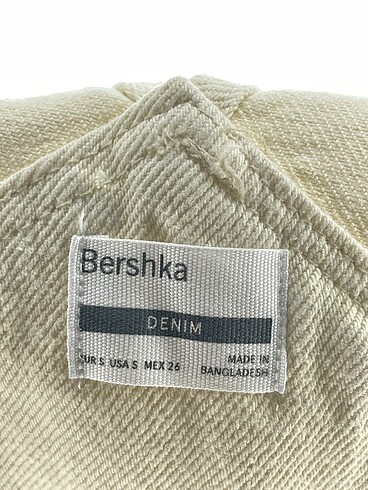 Bershka
DENIM
EUR S USA S MEX 26
MADE IN
BANGLADESH